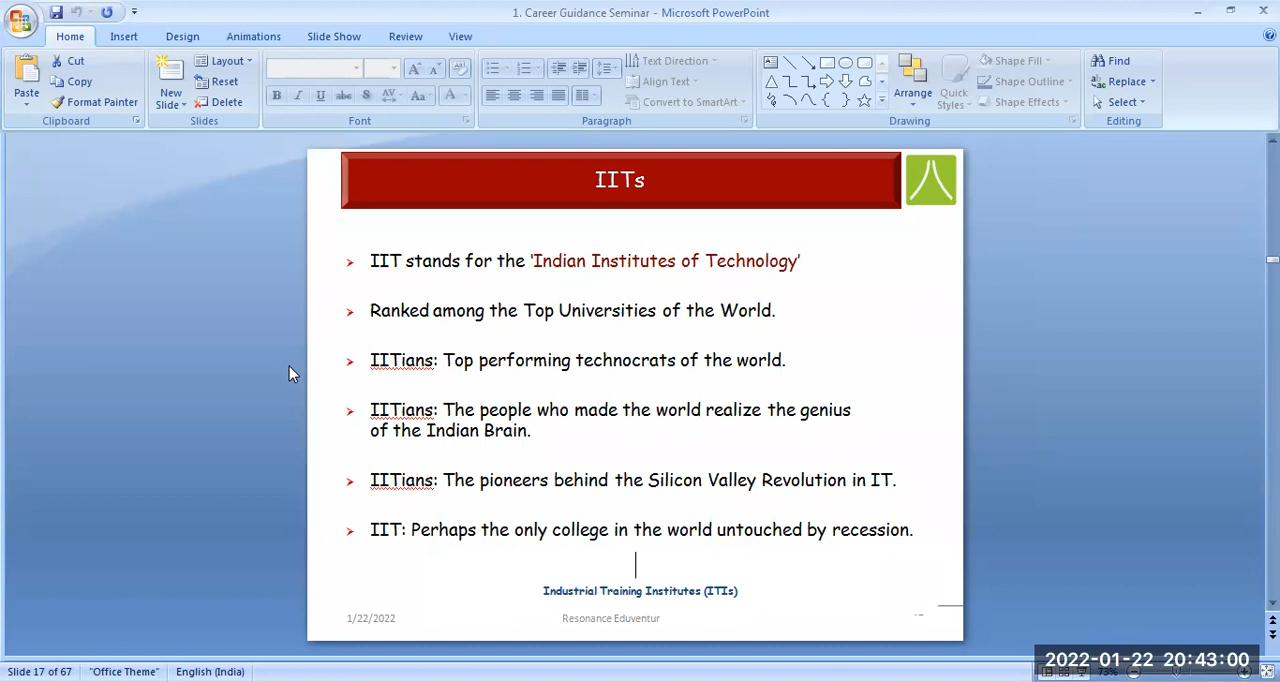 1. Career Guidance Seminar - Microsoft PowerPoint
Home Insert Design Animations Slide Show Review View
Paste
Cut
Copy
Format Painter
Clipboard
New
Slide
Layout
Reset
Delete
Slides
B I U abc S AV Aa A
Font
Text Direction
Align Text
Convert to SmartArt
Paragraph
Arrange
Quick
Styles
Shape Fill
Shape Outline
Shape Effects
Drawing
Find
Replace
Select
Editing
IITs
IIT stands for the 'Indian Institutes of Technology'
Ranked among the Top Universities of the World.
IITians: Top performing technocrats of the world.
IITians: The people who made the world realize the genius
of the Indian Brain.
IITians: The pioneers behind the Silicon Valley Revolution in IT.
IIT: Perhaps the only college in the world untouched by recession.
Industrial Training Institutes (ITIs)
1/22/2022 Resonance Eduventur
Slide 17 of 67 "Office Theme" English (India) 73%
2022-01-22 20:43:00